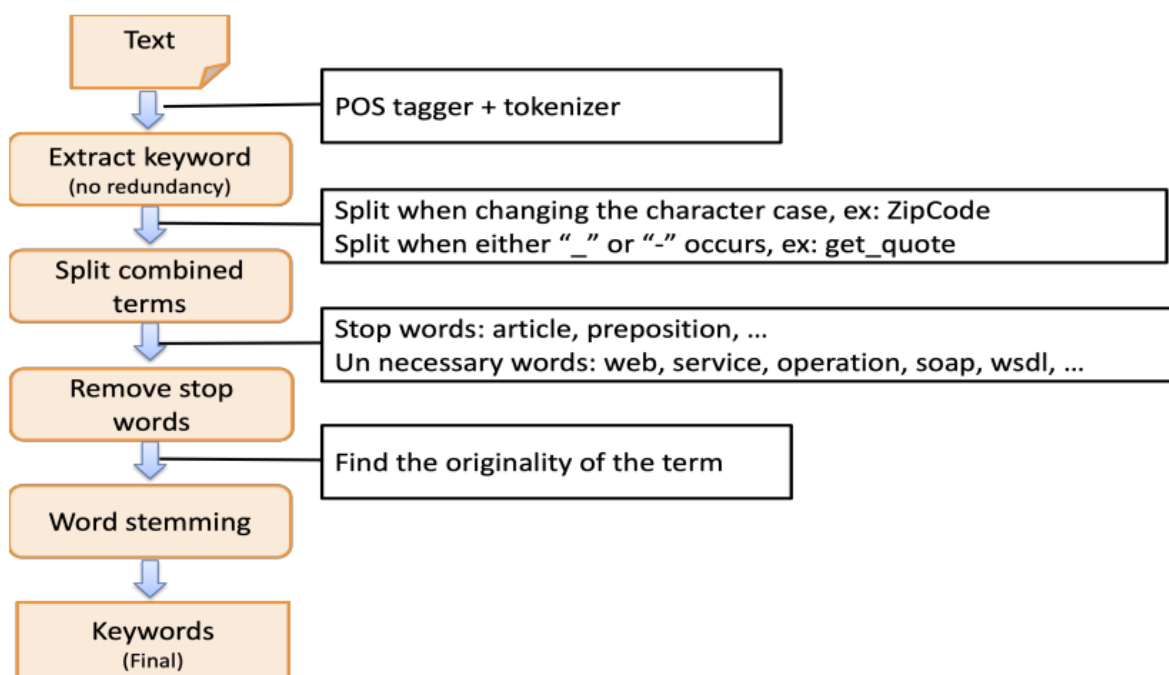 Text
POS tagger + tokenizer
Extract keyword
(no redundancy)
Split when changing the character case, ex: ZipCode
Split when either “_” or “-” occurs, ex: get_quote
Split combined
terms
Stop words: article, preposition, ...
Un necessary words: web, service, operation, soap, wsdl, ...
Remove stop
words
Find the originality of the term
Word stemming
Keywords
(Final)